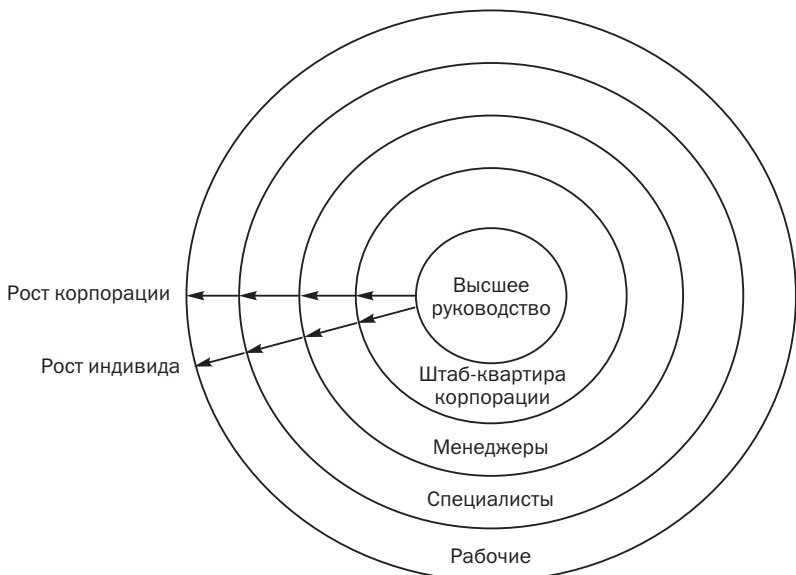 Рост корпорации
Рост индивида
Высшее
руководство
Штаб-квартира
корпорации
Менеджеры
Специалисты
Рабочие